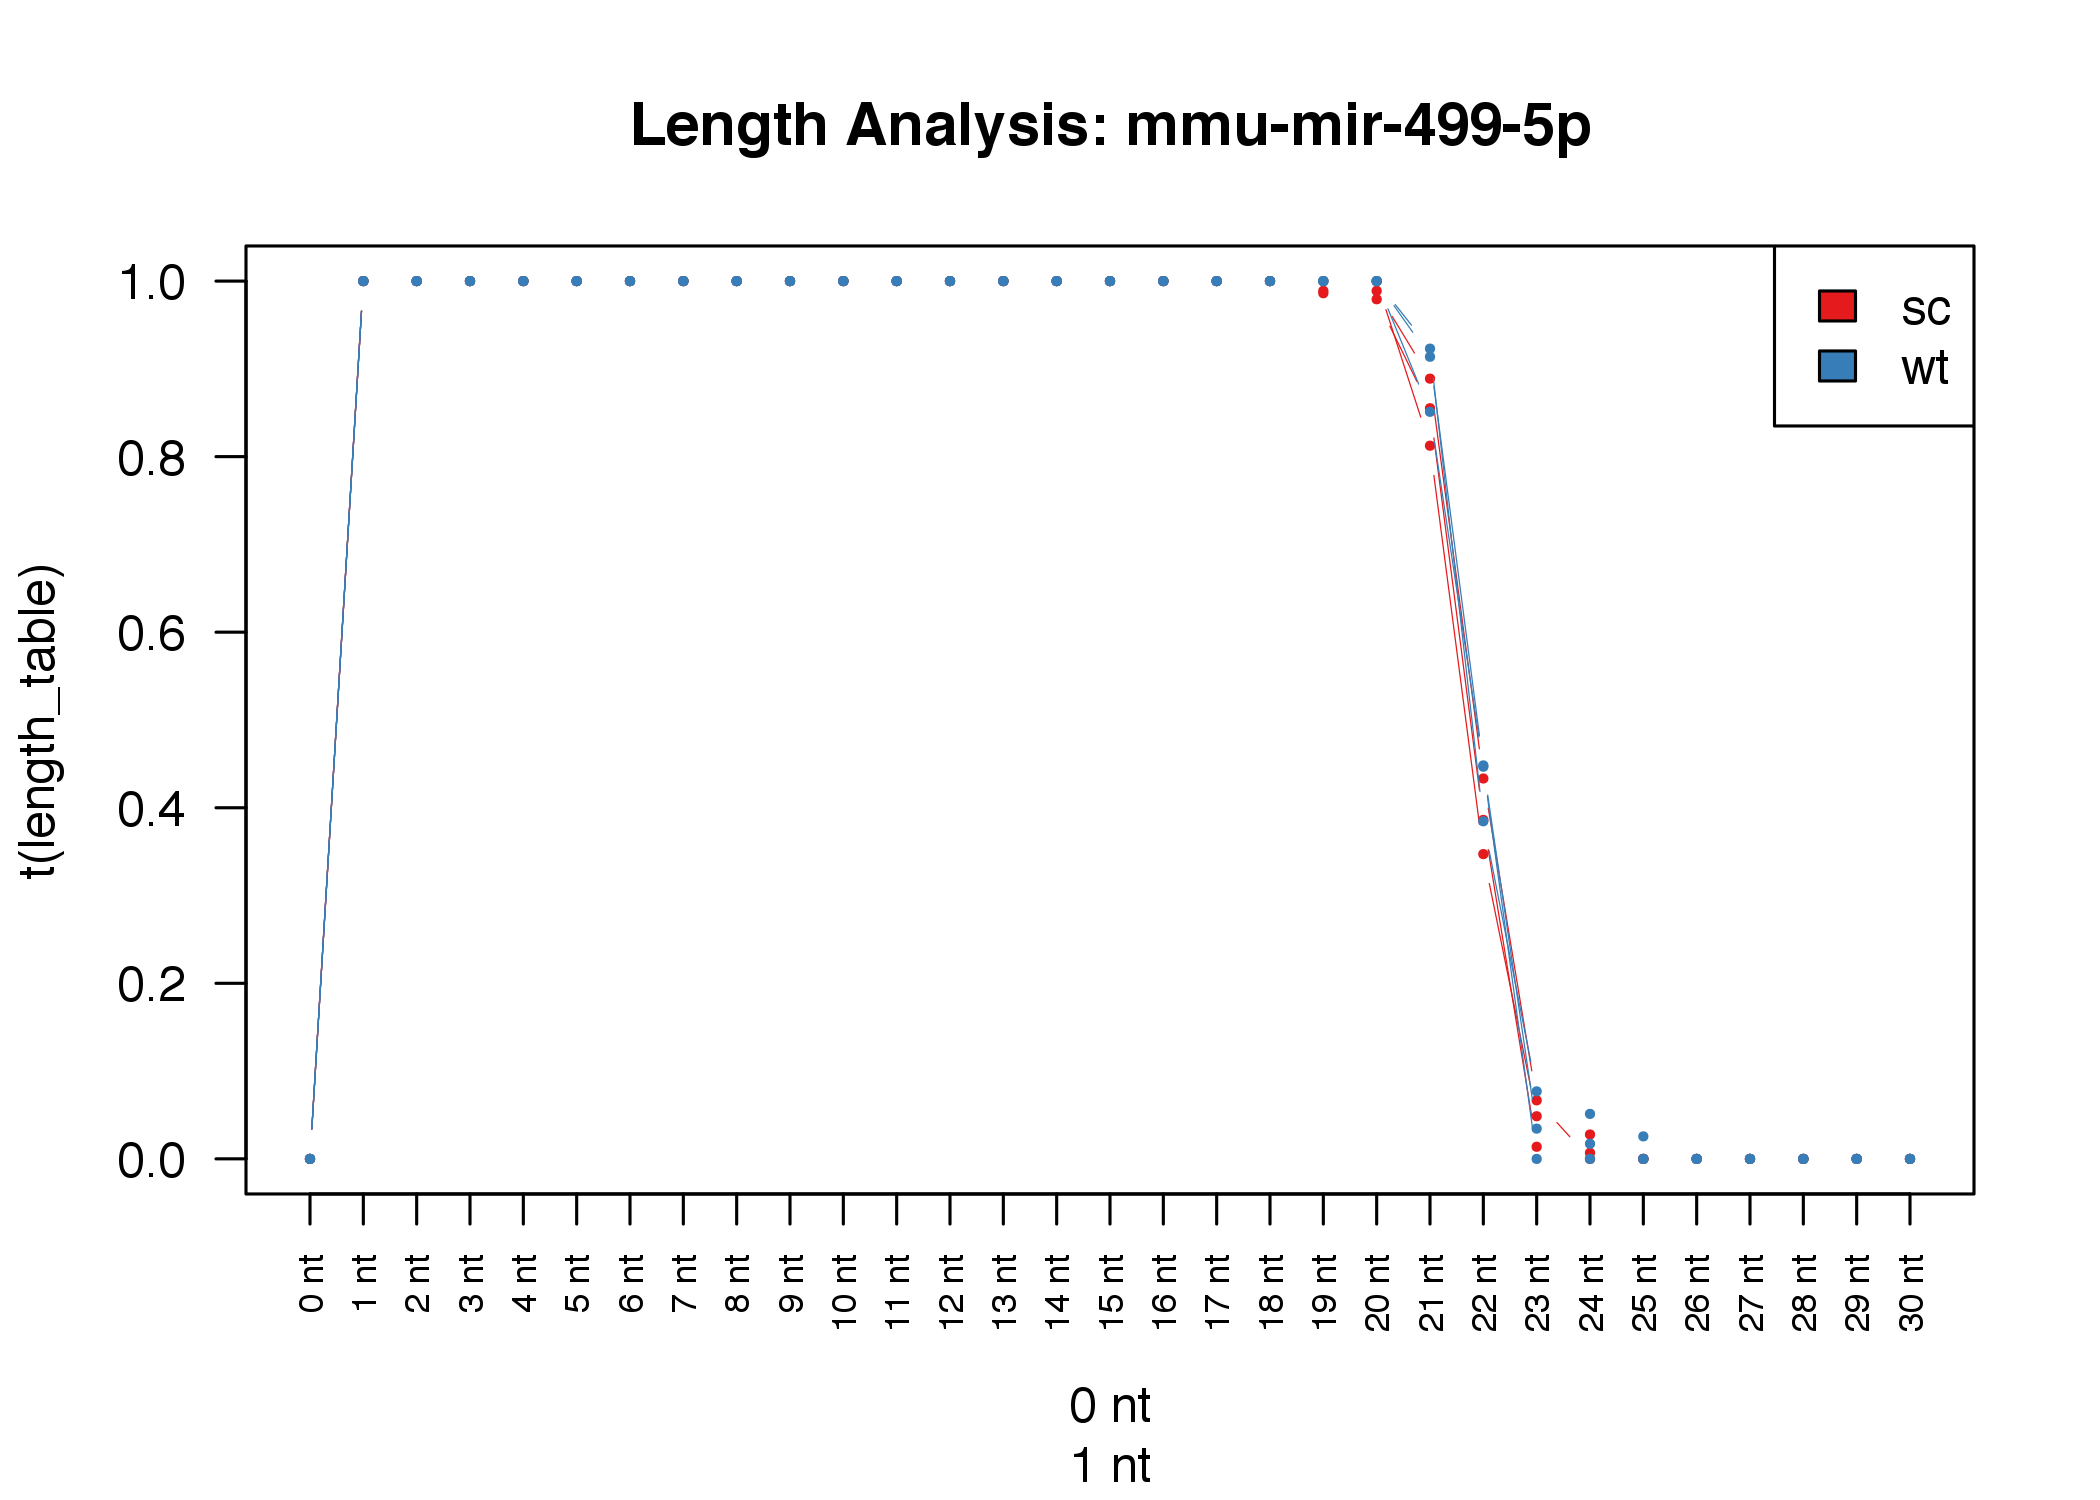 Length Analysis: mmu-mir-499-5p
sc
wt
t(length_table)
1.0
0.8
0.6
0.4
0.2
0.0
0 nt
1 nt
2 nt
3 nt
4 nt
5 nt
6 nt
7 nt
8 nt
9 nt
10 nt
11 nt
12 nt
13 nt
14 nt
15 nt
16 nt
17 nt
18 nt
19 nt
20 nt
21 nt
22 nt
23 nt
24 nt
25 nt
26 nt
27 nt
28 nt
29 nt
30 nt
0 nt
1 nt